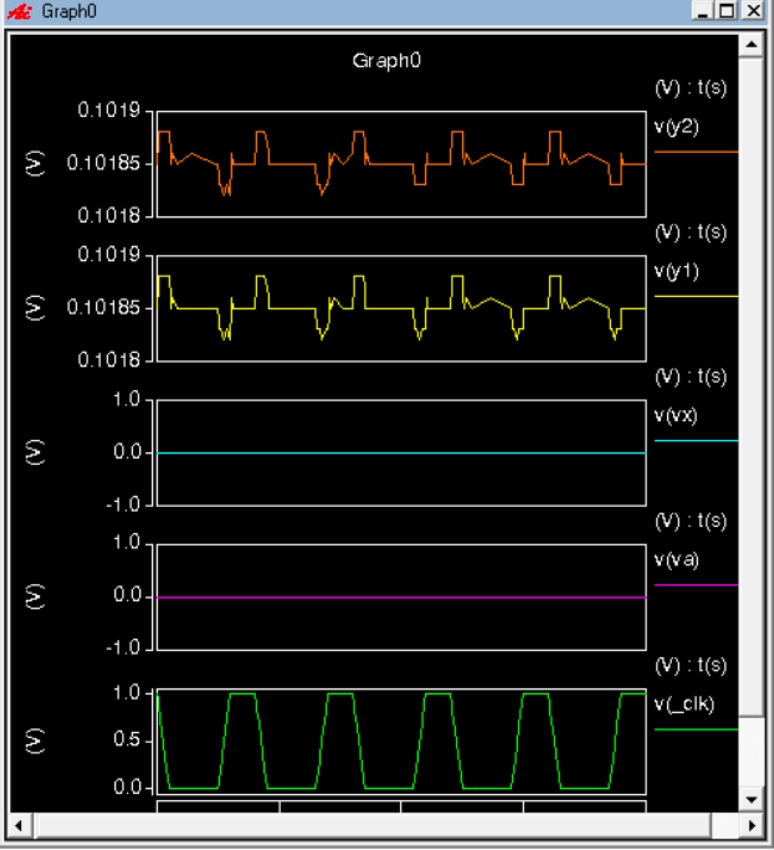 Graph0
Graph0
(V) : t(s)
0.1019
v(y2)
(V)
0.10185
0.1018
(V) : t(s)
0.1019
v(y1)
(V)
0.10185
0.1018
(V) : t(s)
1.0
v(vx)
(V)
0.0
-1.0
(V) : t(s)
1.0
v(va)
(V)
0.0
-1.0
(V) : t(s)
1.0
v(_clk)
(V)
0.5
0.0